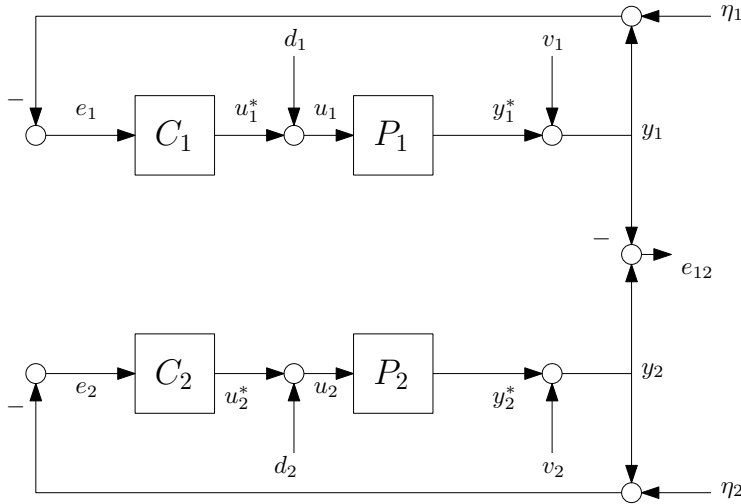 η₁
d₁ v₁
−
e₁ C₁ u₁* u₁ P₁ y₁* y₁
−
e₁₂
C₂ P₂ y₂
e₂ u₂* u₂ y₂*
−
d₂ v₂
η₂